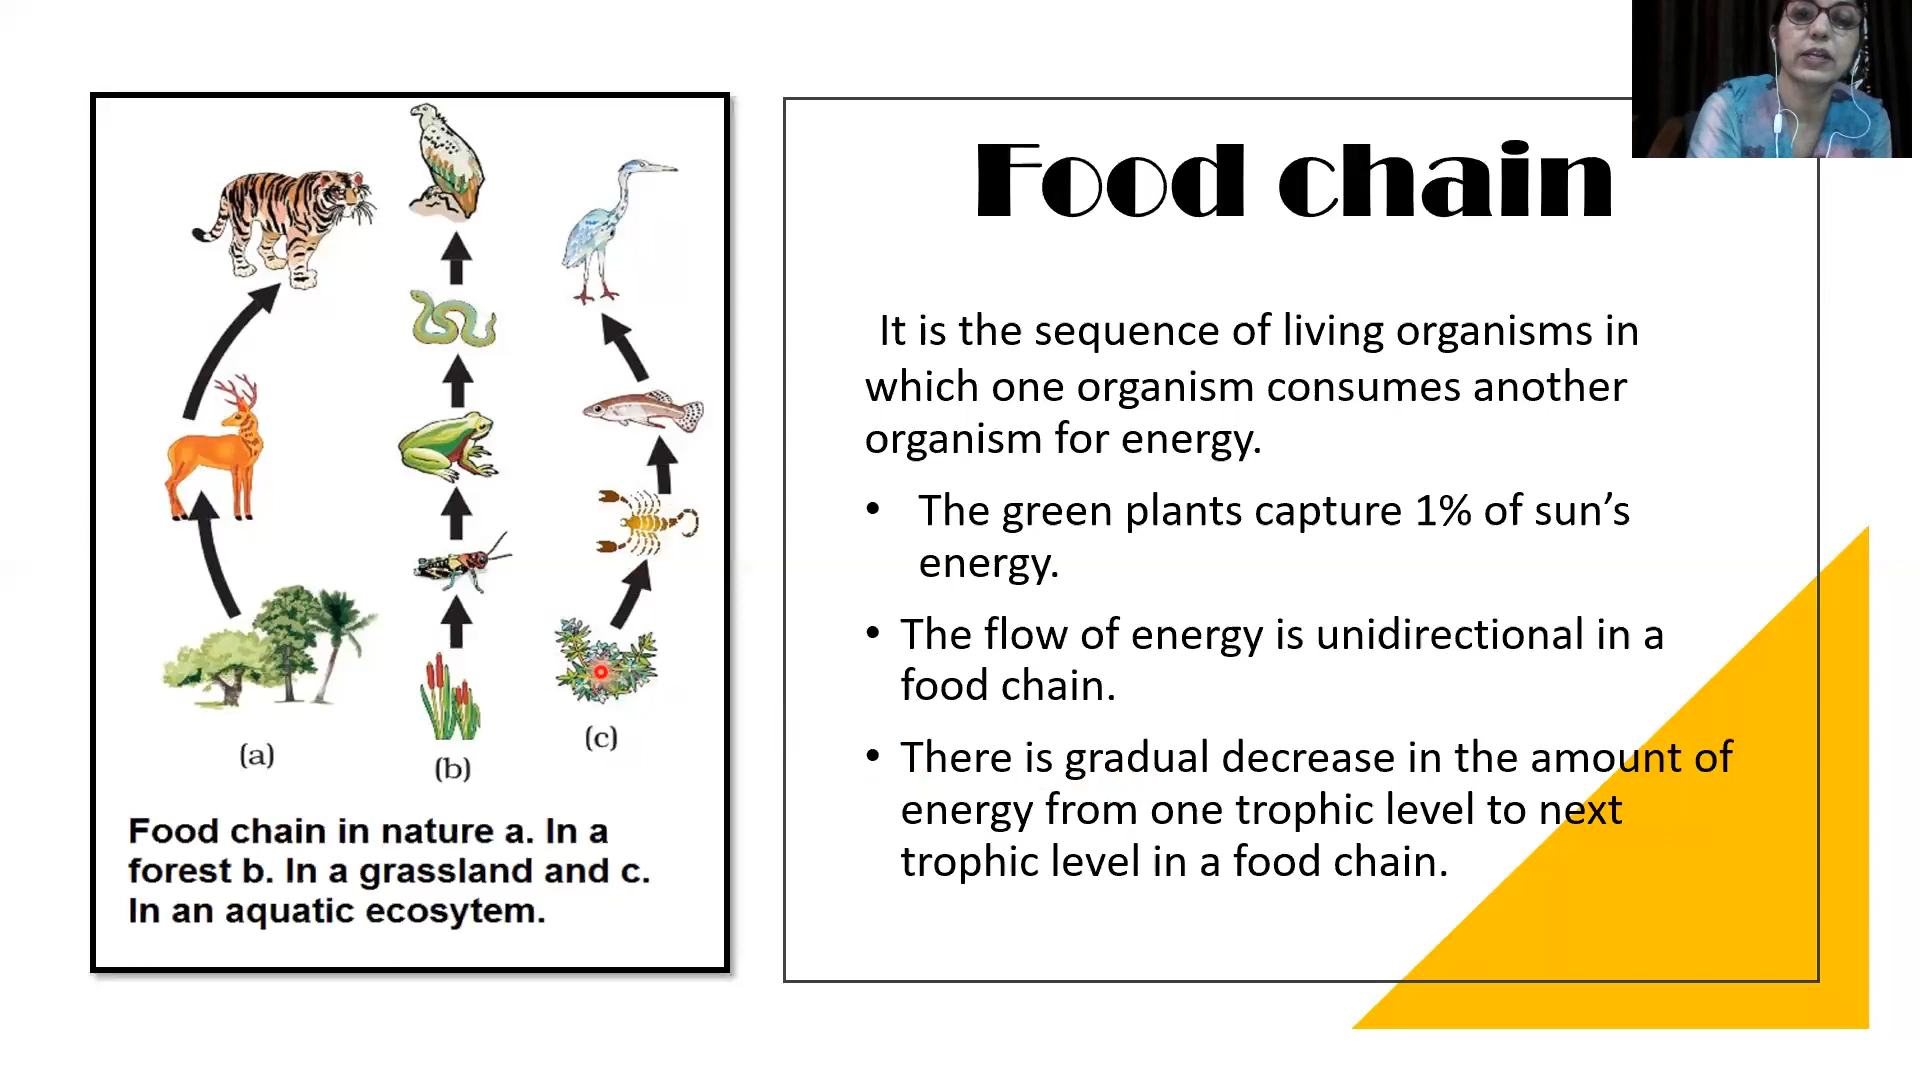 (a)
(b)
(c)
Food chain in nature a. In a
forest b. In a grassland and c.
In an aquatic ecosytem.
Food chain
It is the sequence of living organisms in
which one organism consumes another
organism for energy.
• The green plants capture 1% of sun’s
energy.
• The flow of energy is unidirectional in a
food chain.
• There is gradual decrease in the amount of
energy from one trophic level to next
trophic level in a food chain.